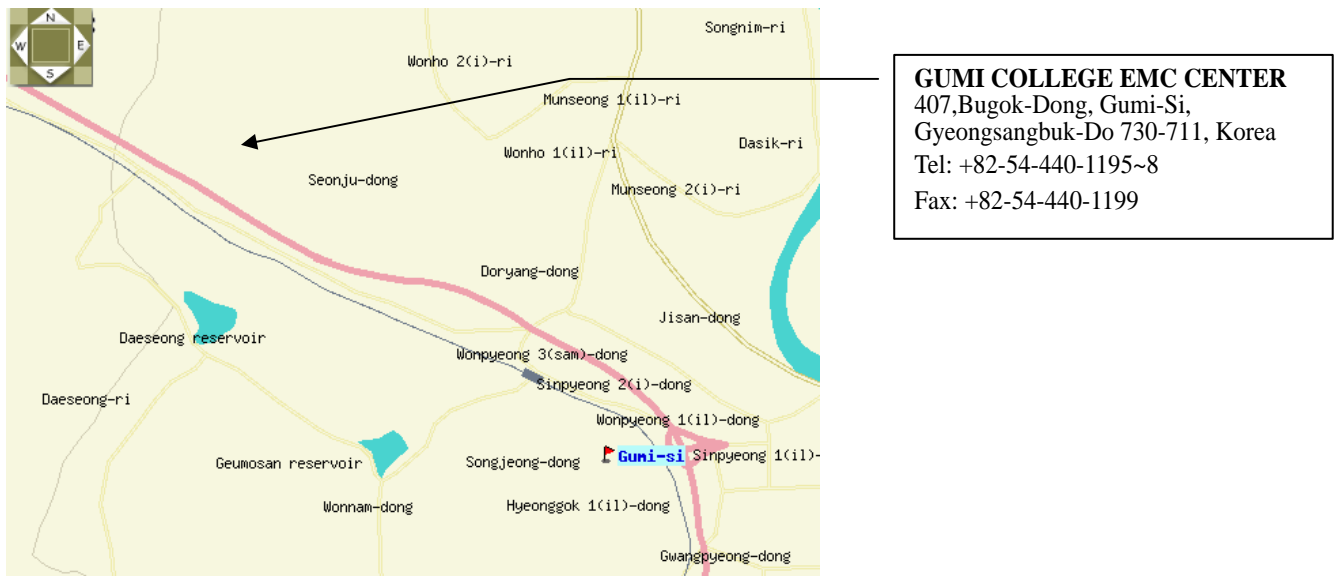 N
W
E
S
Songnim-ri
Wonho 2(i)-ri
Munseong 1(il)-ri
Dasik-ri
Wonho 1(il)-ri
Seonju-dong
Munseong 2(i)-ri
Doryang-dong
Jisan-dong
Daeseong reservoir
Wonpyeong 3(sam)-dong
Sinpyeong 2(i)-dong
Daeseong-ri
Wonpyeong 1(il)-dong
Gumi-si
Sinpyeong 1(il)-
Geumosan reservoir
Songjeong-dong
Wonnam-dong
Hyeonggok 1(il)-dong
Gwangpyeong-dong
GUMI COLLEGE EMC CENTER
407,Bugok-Dong, Gumi-Si,
Gyeongsangbuk-Do 730-711, Korea
Tel: +82-54-440-1195~8
Fax: +82-54-440-1199